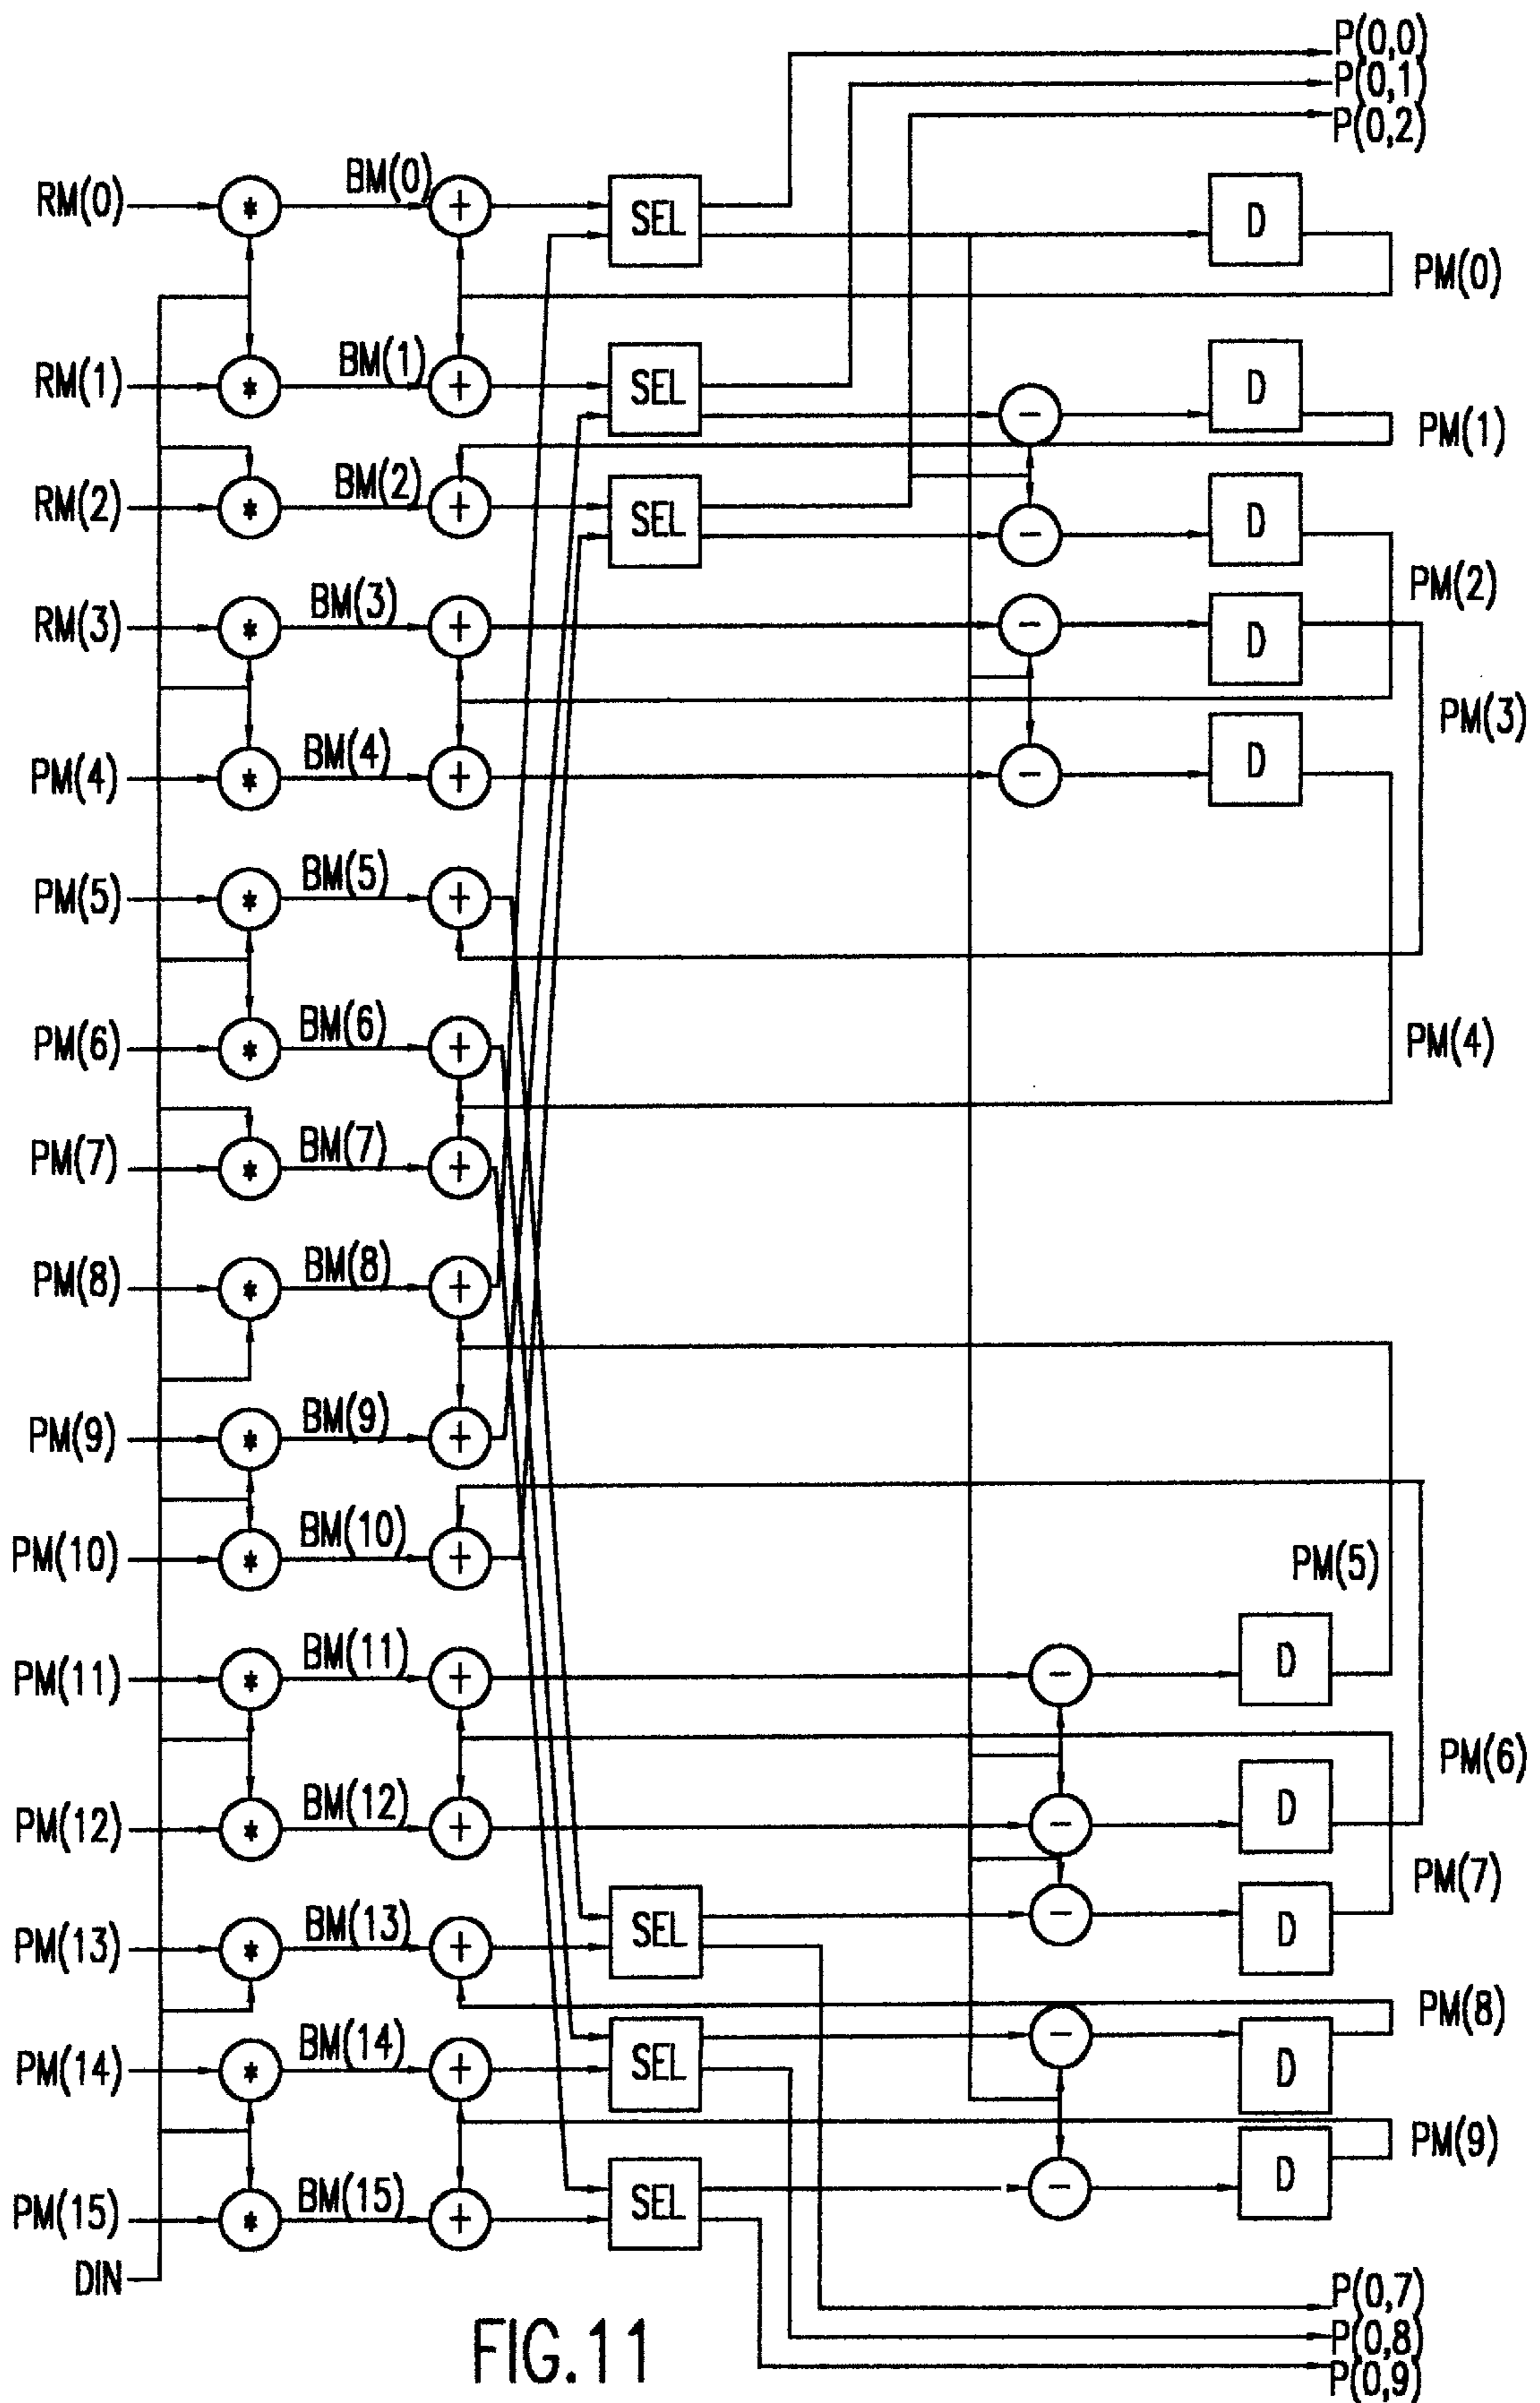 P(0,0)
P(0,1)
P(0,2)
RM(0) * BM(0) + SEL D
PM(0)
RM(1) * BM(1) + SEL - D
PM(1)
RM(2) * BM(2) + SEL - D
PM(2)
RM(3) * BM(3) + - D
PM(3)
PM(4) * BM(4) + - D
PM(5) * BM(5) +
PM(6) * BM(6) + PM(4)
PM(7) * BM(7) +
PM(8) * BM(8) +
PM(9) * BM(9) +
PM(10) * BM(10) + PM(5)
PM(11) * BM(11) + - D
PM(6)
PM(12) * BM(12) + - D
PM(7)
PM(13) * BM(13) + SEL - D
PM(8)
PM(14) * BM(14) + SEL - D
PM(9)
PM(15) * BM(15) + SEL - D
DIN
P(0,7)
P(0,8)
P(0,9)
FIG.11